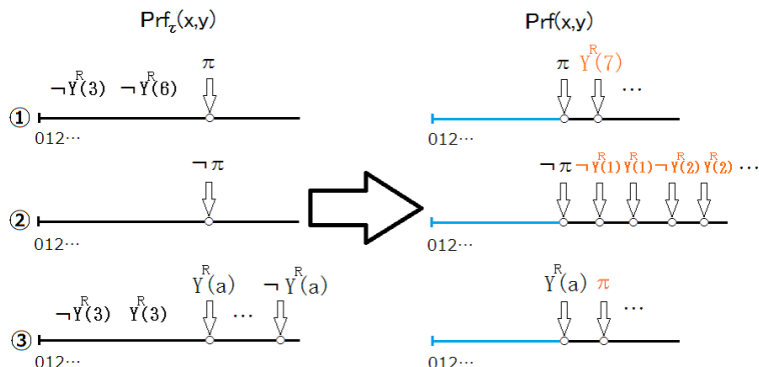 Prf_τ(x,y) Prf(x,y)
π π Y^R(7)
¬Y^R(3) ¬Y^R(6) …
①
012… 012…
¬π ¬π ¬Y^R(1) Y^R(1) ¬Y^R(2) Y^R(2) …
②
012… 012…
Y^R(a) … ¬Y^R(a) Y^R(a) π
¬Y^R(3) Y^R(3) …
③
012… 012…